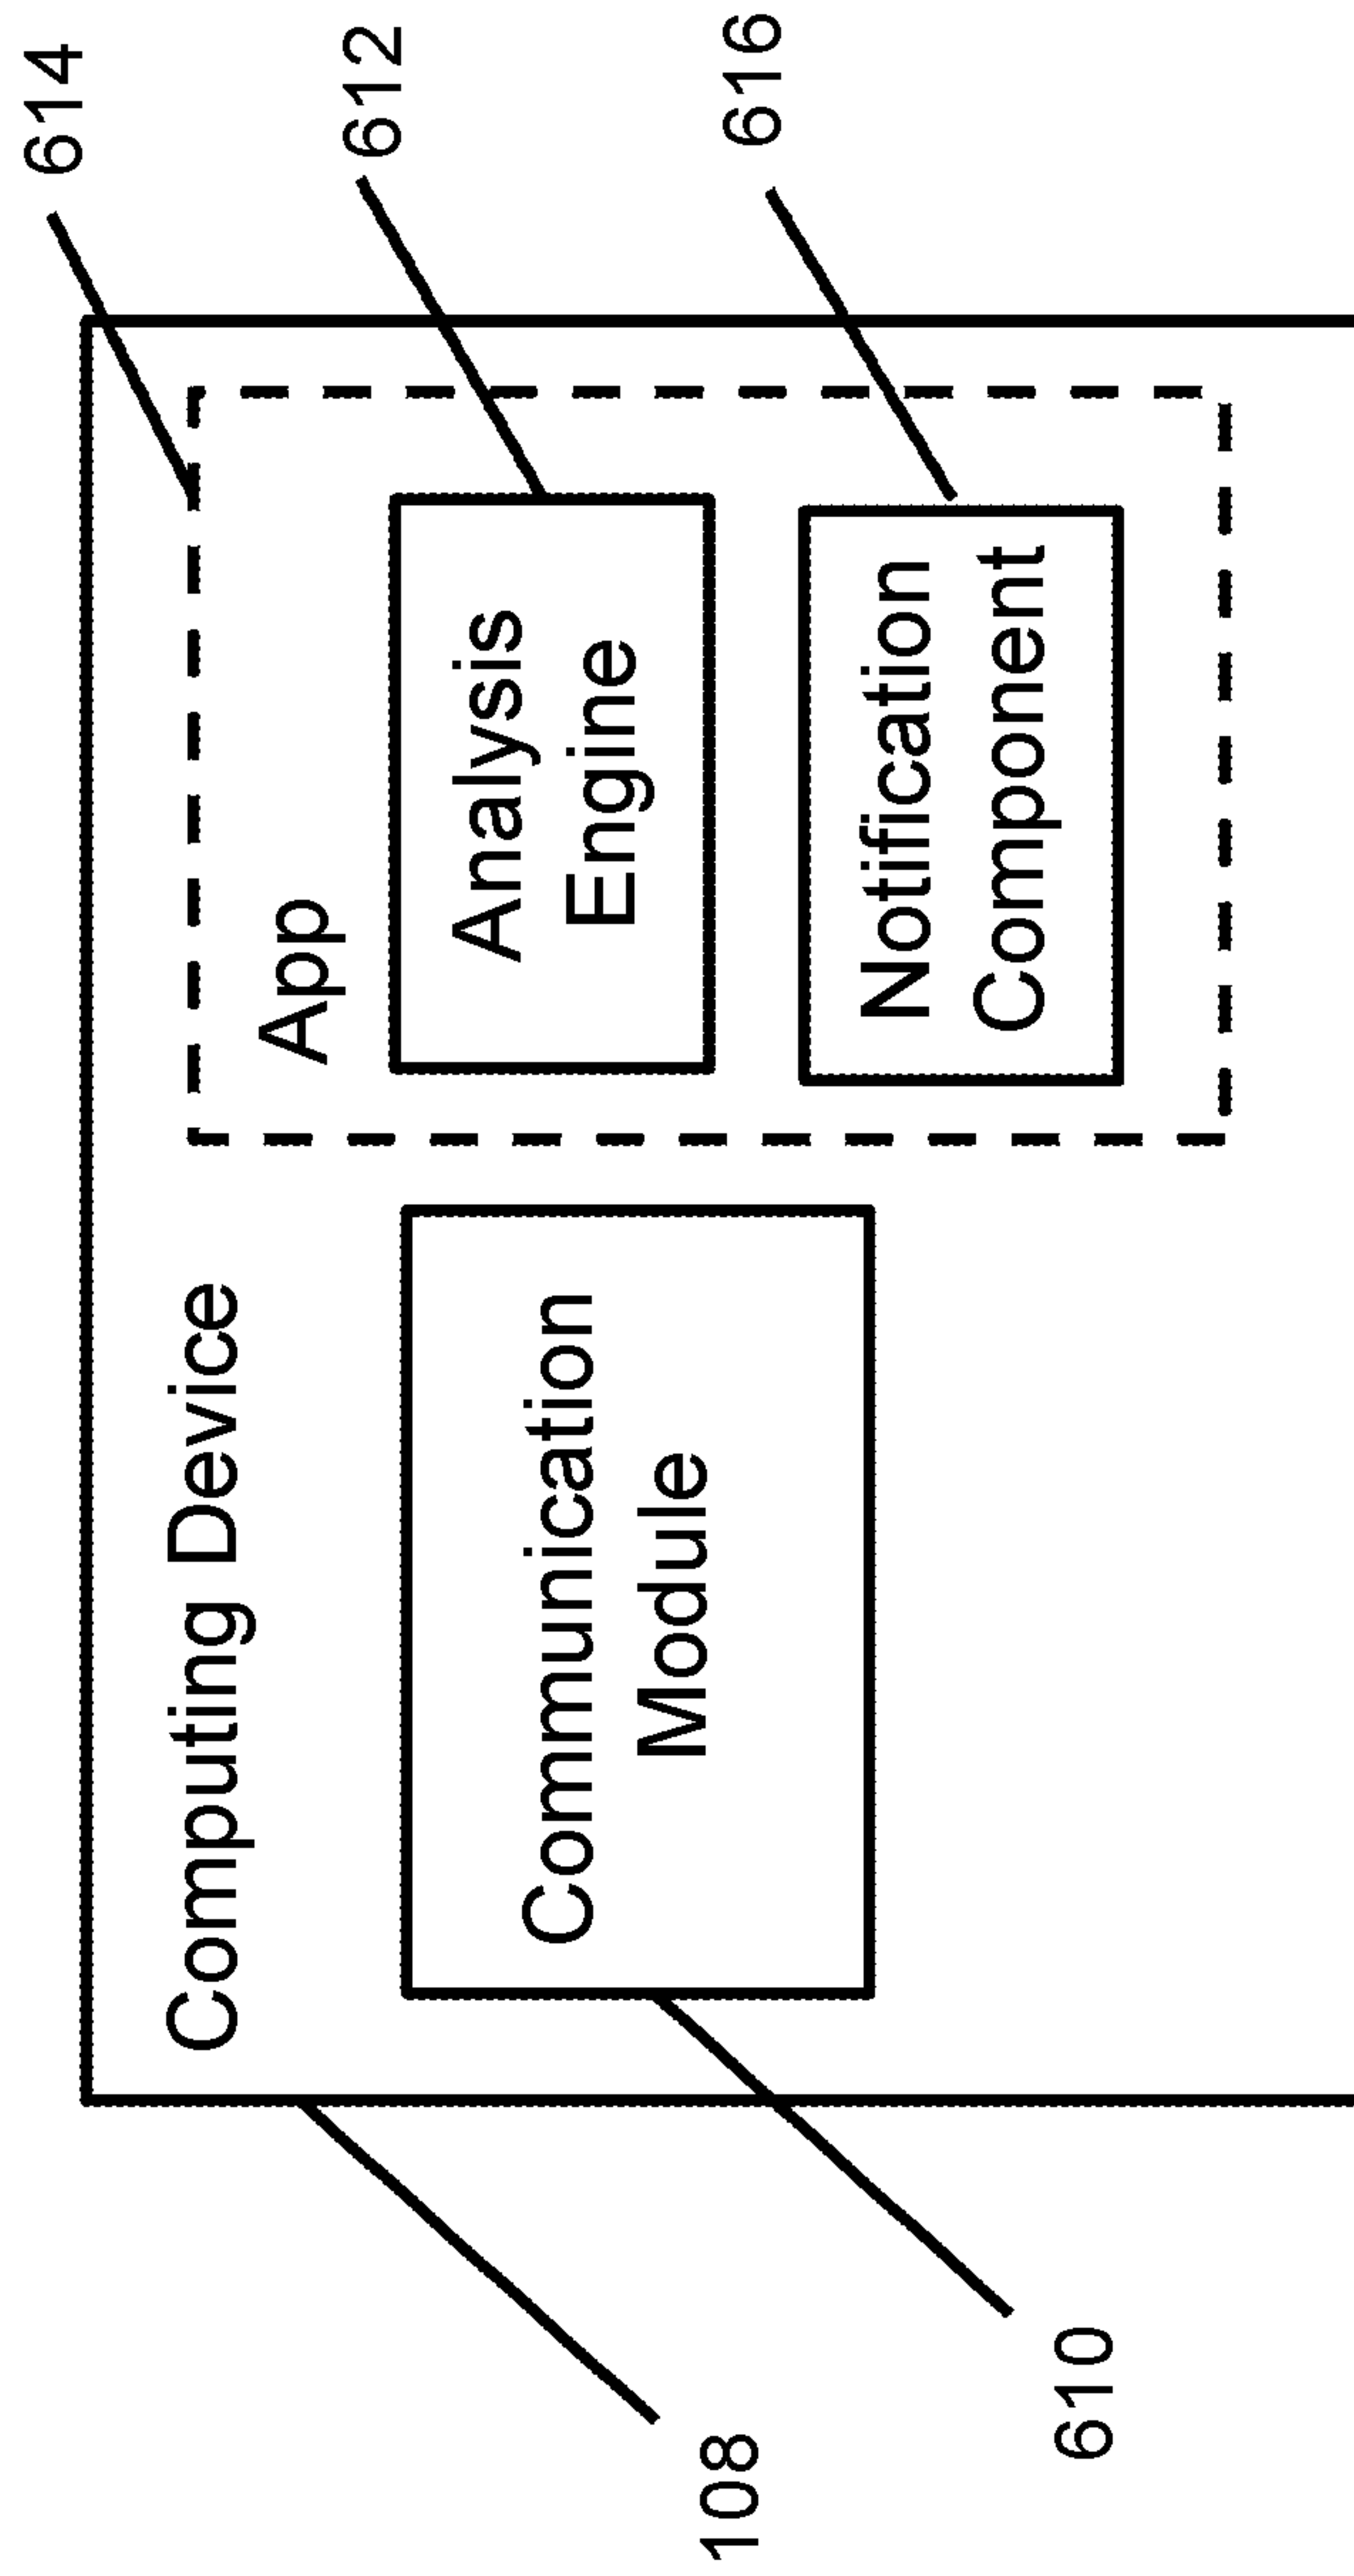 614
Computing Device
App
612
Analysis
Engine
Communication
Module
616
Notification
Component
108
610